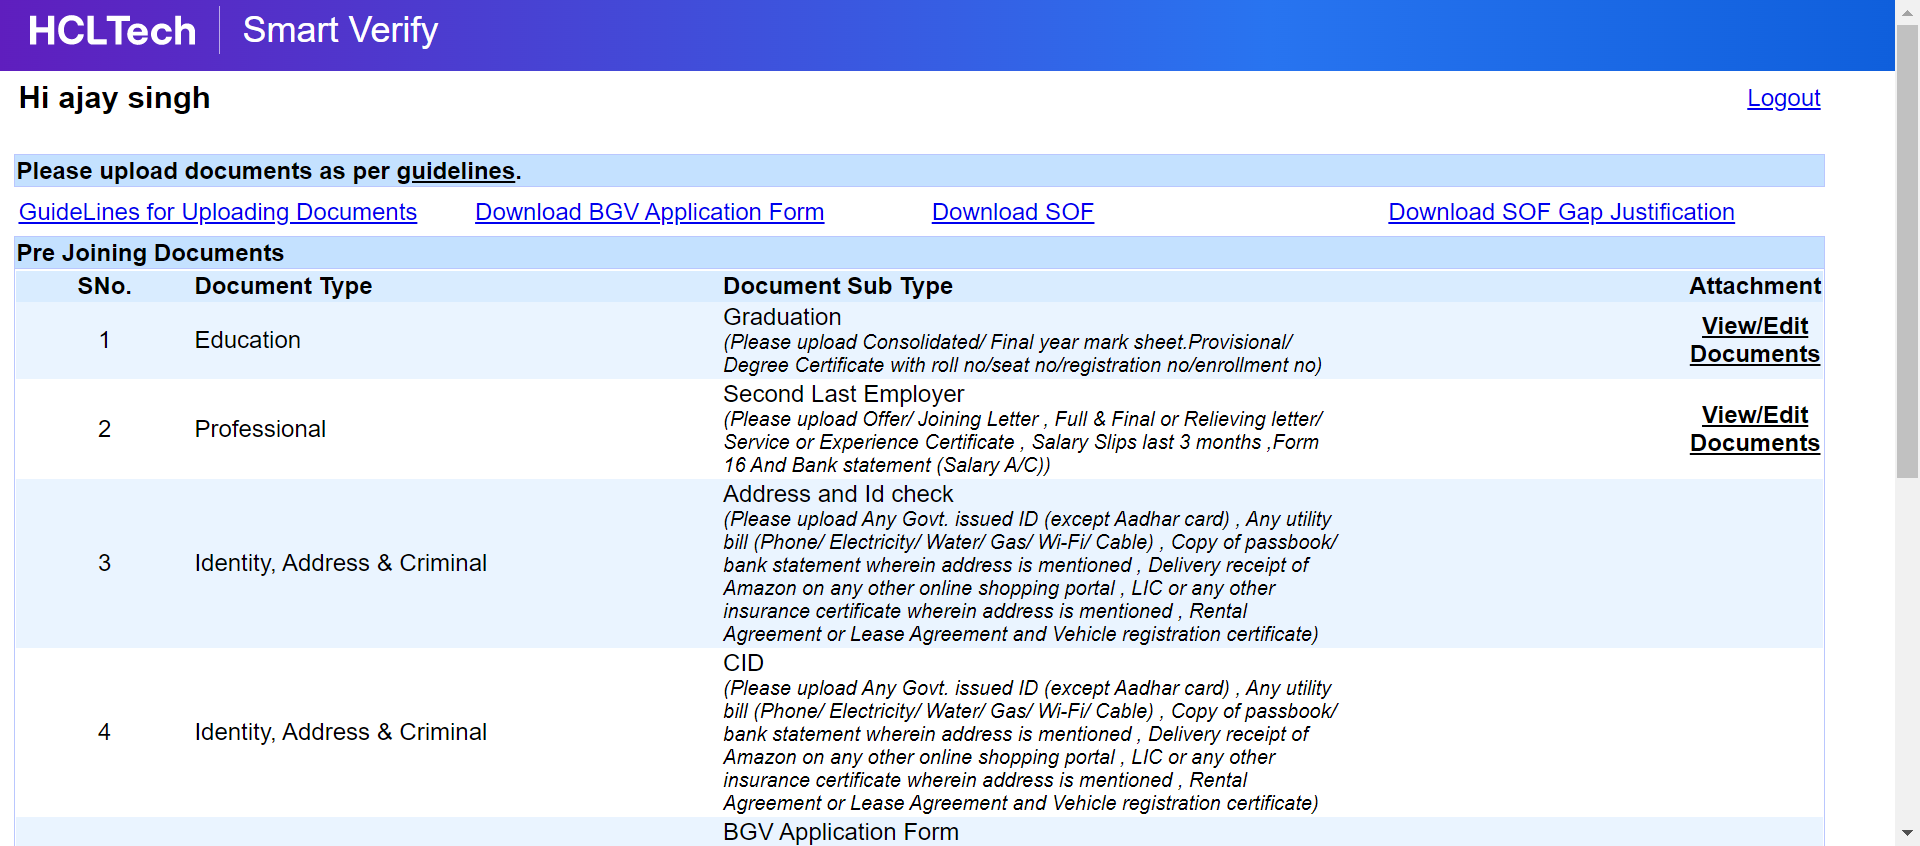 HCLTech Smart Verify
Hi ajay singh
Logout
Please upload documents as per guidelines.
GuideLines for Uploading Documents
Download BGV Application Form
Download SOF
Download SOF Gap Justification
Pre Joining Documents
SNo. Document Type Document Sub Type Attachment
1 Education
Graduation
(Please upload Consolidated/ Final year mark sheet.Provisional/
Degree Certificate with roll no/seat no/registration no/enrollment no)
View/Edit
Documents
2 Professional
Second Last Employer
(Please upload Offer/ Joining Letter , Full & Final or Relieving letter/
Service or Experience Certificate , Salary Slips last 3 months ,Form
16 And Bank statement (Salary A/C))
View/Edit
Documents
3 Identity, Address & Criminal
Address and Id check
(Please upload Any Govt. issued ID (except Aadhar card) , Any utility
bill (Phone/ Electricity/ Water/ Gas/ Wi-Fi/ Cable) , Copy of passbook/
bank statement wherein address is mentioned , Delivery receipt of
Amazon on any other online shopping portal , LIC or any other
insurance certificate wherein address is mentioned , Rental
Agreement or Lease Agreement and Vehicle registration certificate)
4 Identity, Address & Criminal
CID
(Please upload Any Govt. issued ID (except Aadhar card) , Any utility
bill (Phone/ Electricity/ Water/ Gas/ Wi-Fi/ Cable) , Copy of passbook/
bank statement wherein address is mentioned , Delivery receipt of
Amazon on any other online shopping portal , LIC or any other
insurance certificate wherein address is mentioned , Rental
Agreement or Lease Agreement and Vehicle registration certificate)
BGV Application Form